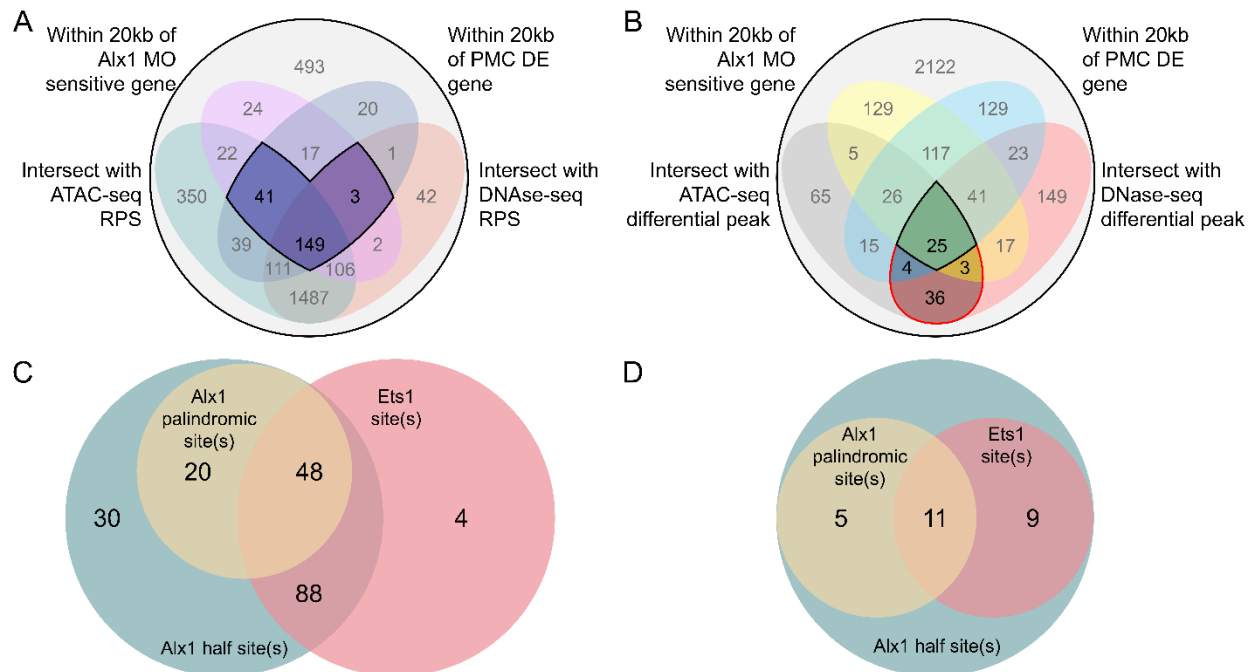 A
Within 20kb of
Alx1 MO
sensitive gene
Within 20kb
of PMC DE
gene
493
24
20
22
17
1
Intersect with
ATAC-seq
RPS
350
41
3
42
Intersect with
DNAse-seq
RPS
39
149
2
111
106
1487
B
Within 20kb of
Alx1 MO
sensitive gene
Within 20kb
of PMC DE
gene
2122
129
129
5
117
23
Intersect with
ATAC-seq
differential peak
65
26
41
149
Intersect with
DNase-seq
differential peak
15
25
17
4
3
36
C
Alx1
palindromic
site(s)
Ets1
site(s)
20
48
30
4
88
Alx1 half site(s)
D
Alx1
palindromic
site(s)
Ets1
site(s)
5
11
9
Alx1 half site(s)